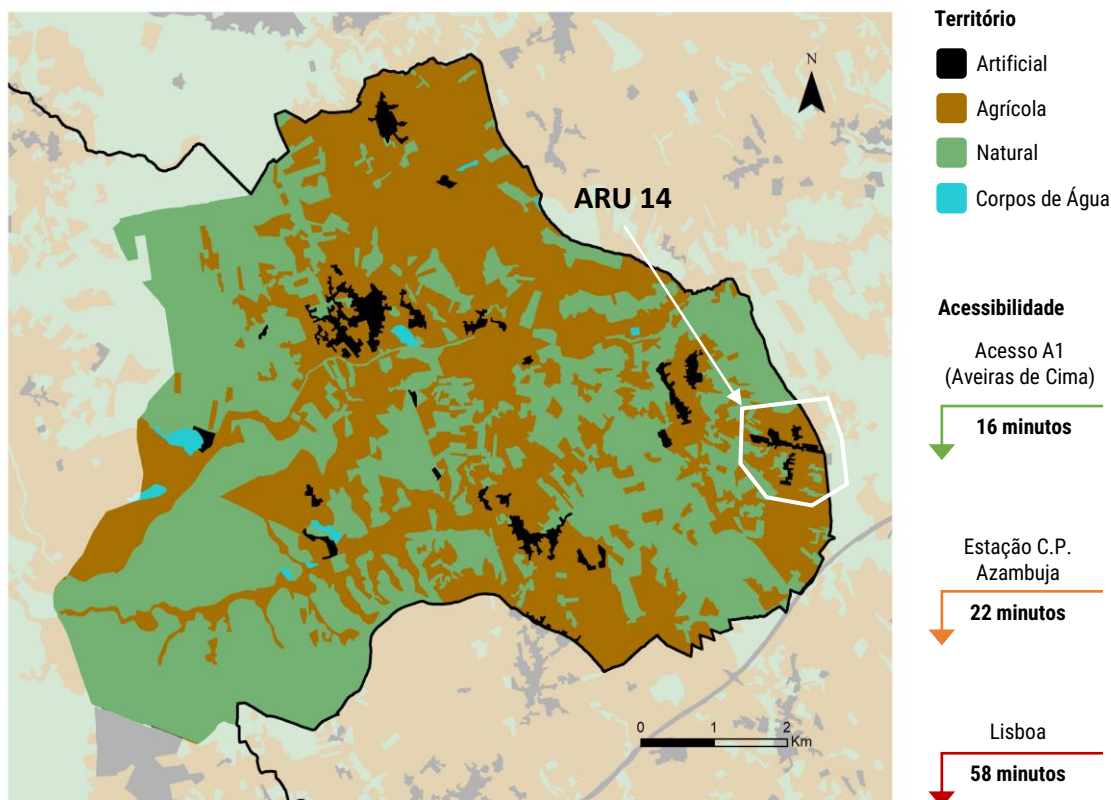 Território
Artificial
Agrícola
Natural
Corpos de Água
N
ARU 14
Acessibilidade
Acesso A1
(Aveiras de Cima)
16 minutos
Estação C.P.
Azambuja
22 minutos
0 1 2
Km
Lisboa
58 minutos